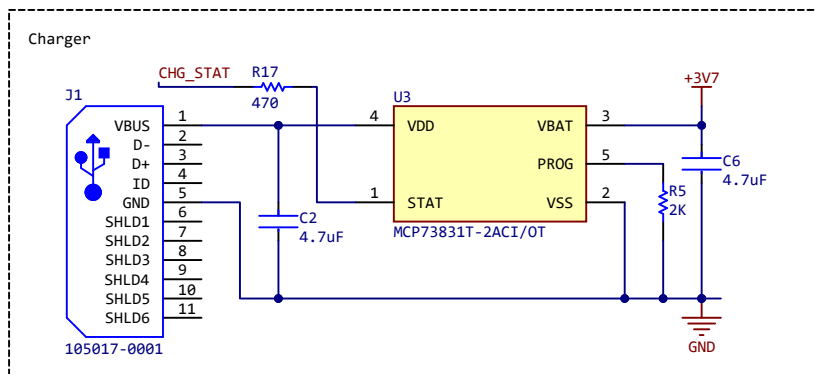 Charger
CHG_STAT
R17
470
J1
U3
+3V7
VBUS 1
D- 2
D+ 3
ID 4
GND 5
SHLD1 6
SHLD2 7
SHLD3 8
SHLD4 9
SHLD5 10
SHLD6 11
105017-0001
C2
4.7uF
4 VDD VBAT 3
PROG 5
1 STAT VSS 2
MCP73831T-2ACI/OT
R5
2K
C6
4.7uF
GND